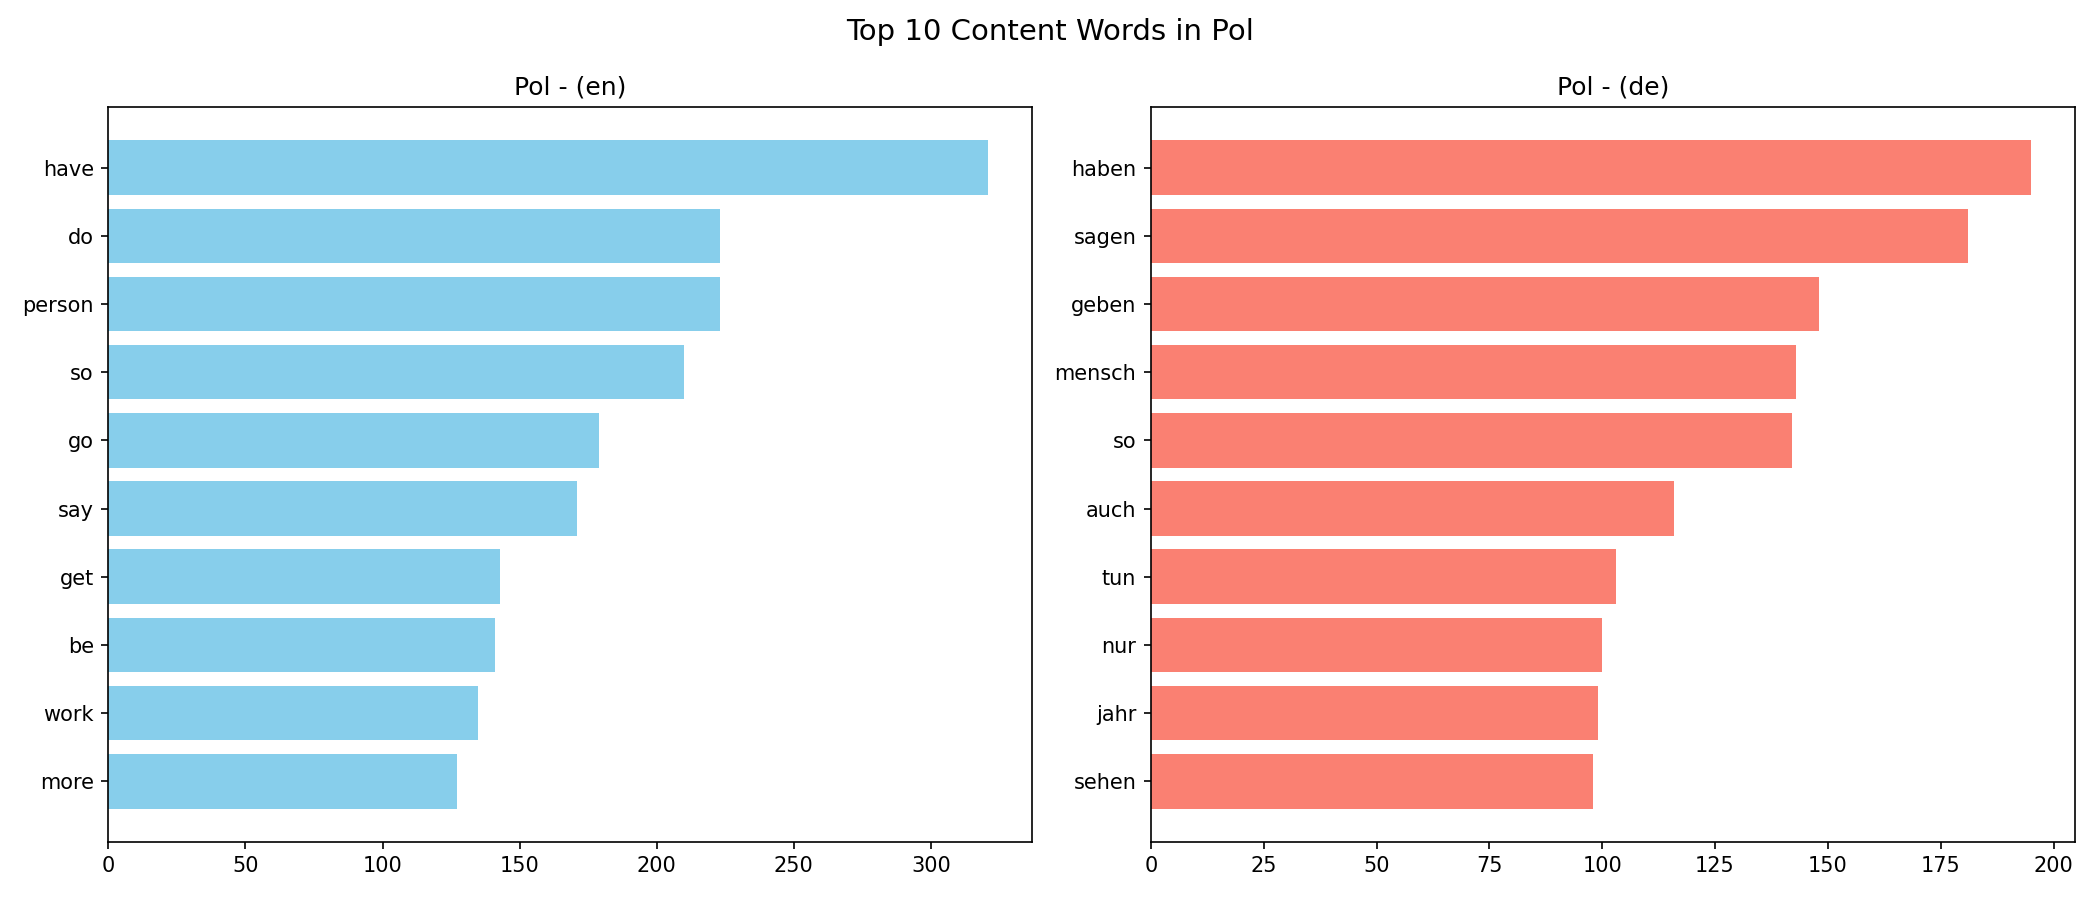 Top 10 Content Words in Pol
Pol - (en)
have
do
person
so
go
say
get
be
work
more
0 50 100 150 200 250 300
Pol - (de)
haben
sagen
geben
mensch
so
auch
tun
nur
jahr
sehen
0 25 50 75 100 125 150 175 200